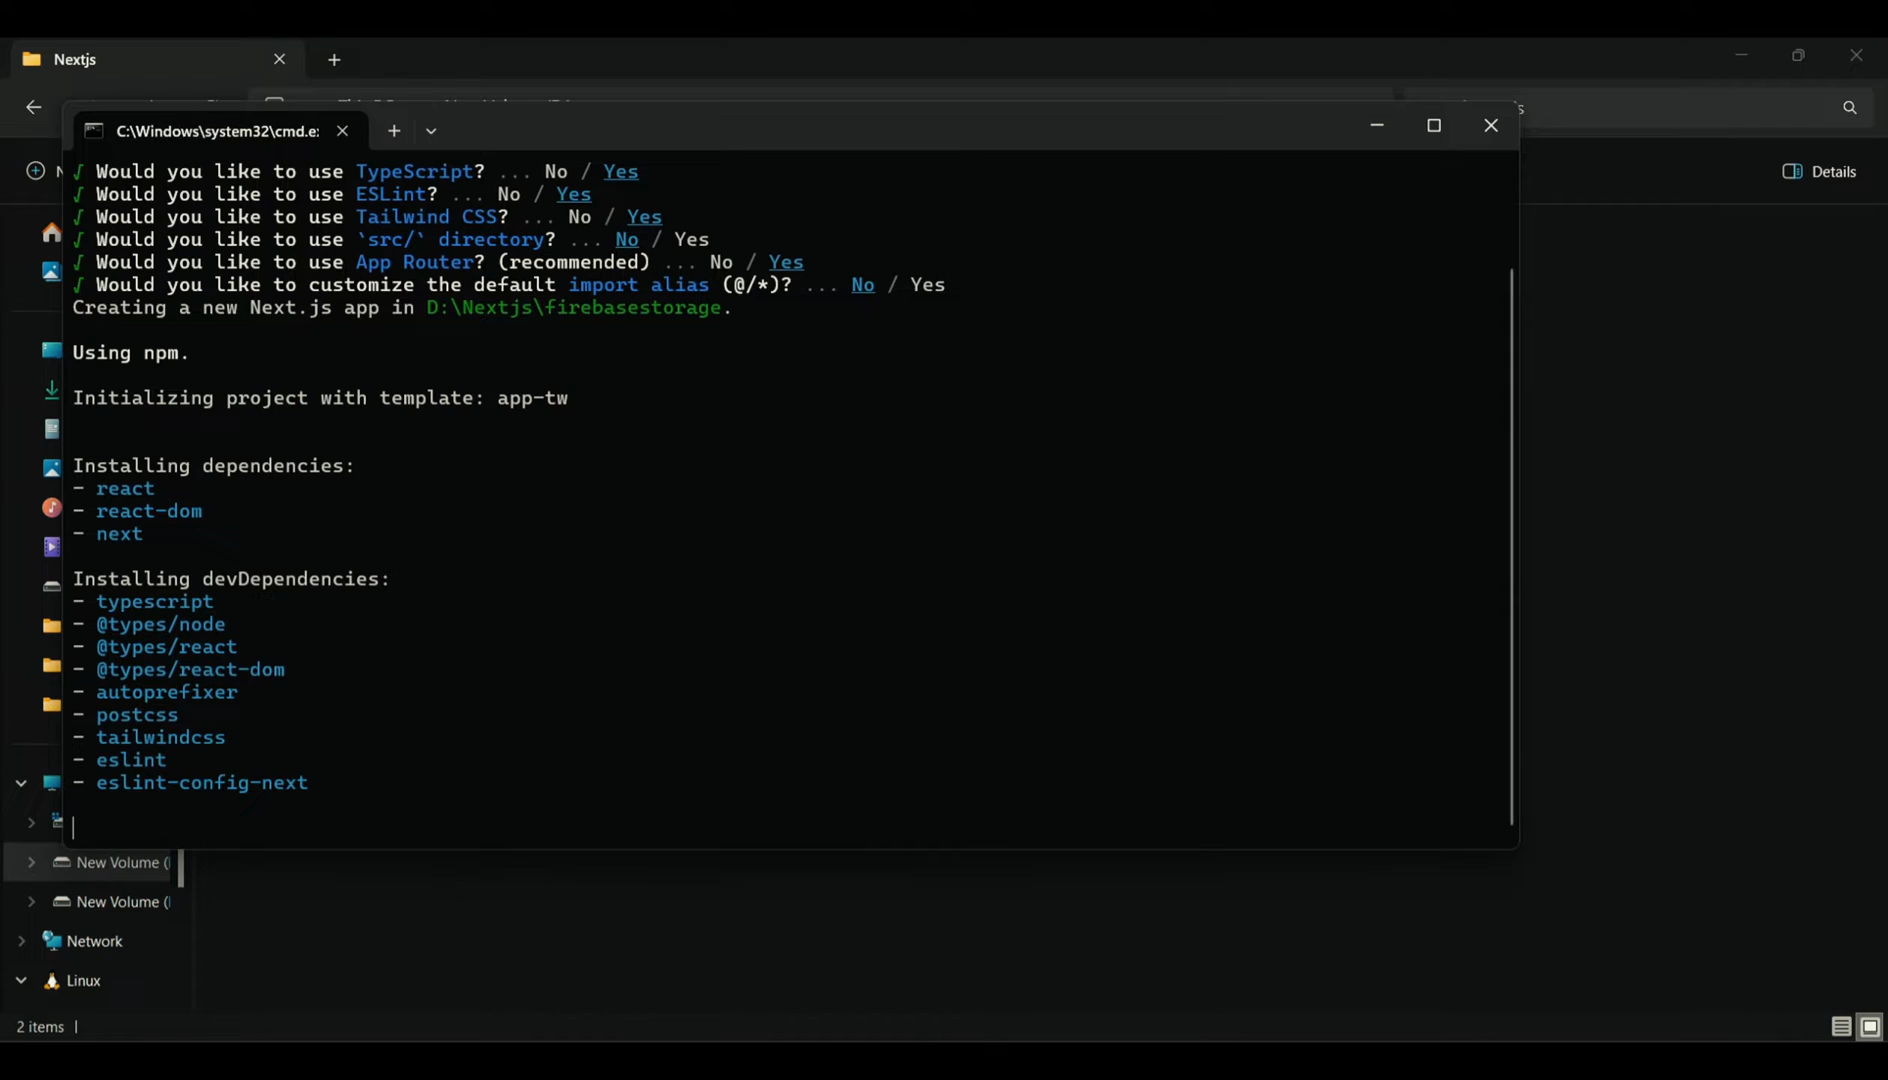 Nextjs
C:\Windows\system32\cmd.e
Details
√ Would you like to use TypeScript? ... No / Yes
√ Would you like to use ESLint? ... No / Yes
√ Would you like to use Tailwind CSS? ... No / Yes
√ Would you like to use `src/` directory? ... No / Yes
√ Would you like to use App Router? (recommended) ... No / Yes
√ Would you like to customize the default import alias (@/*)? ... No / Yes
Creating a new Next.js app in D:\Nextjs\firebasestorage.
Using npm.
Initializing project with template: app-tw
Installing dependencies:
- react
- react-dom
- next
Installing devDependencies:
- typescript
- @types/node
- @types/react
- @types/react-dom
- autoprefixer
- postcss
- tailwindcss
- eslint
- eslint-config-next
New Volume (
New Volume (
Network
Linux
2 items